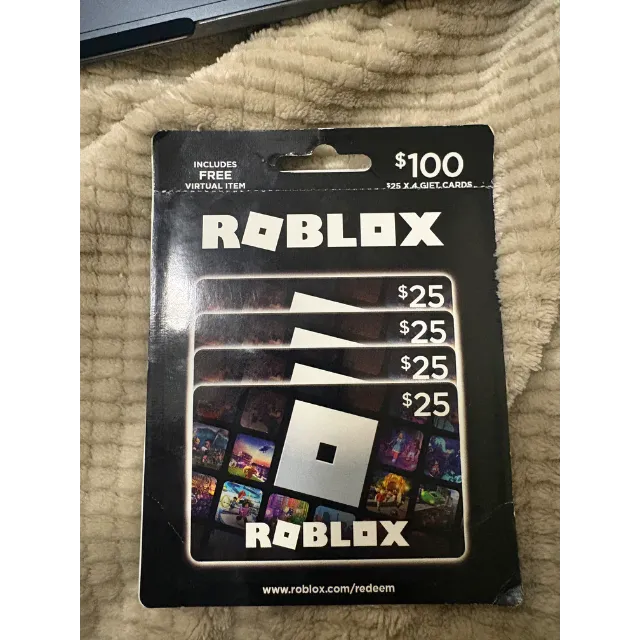 INCLUDES
FREE
VIRTUAL ITEM
$100
$25 X 4 GIFT CARDS
ROBLOX
$25
$25
$25
$25
ROBLOX
www.roblox.com/redeem